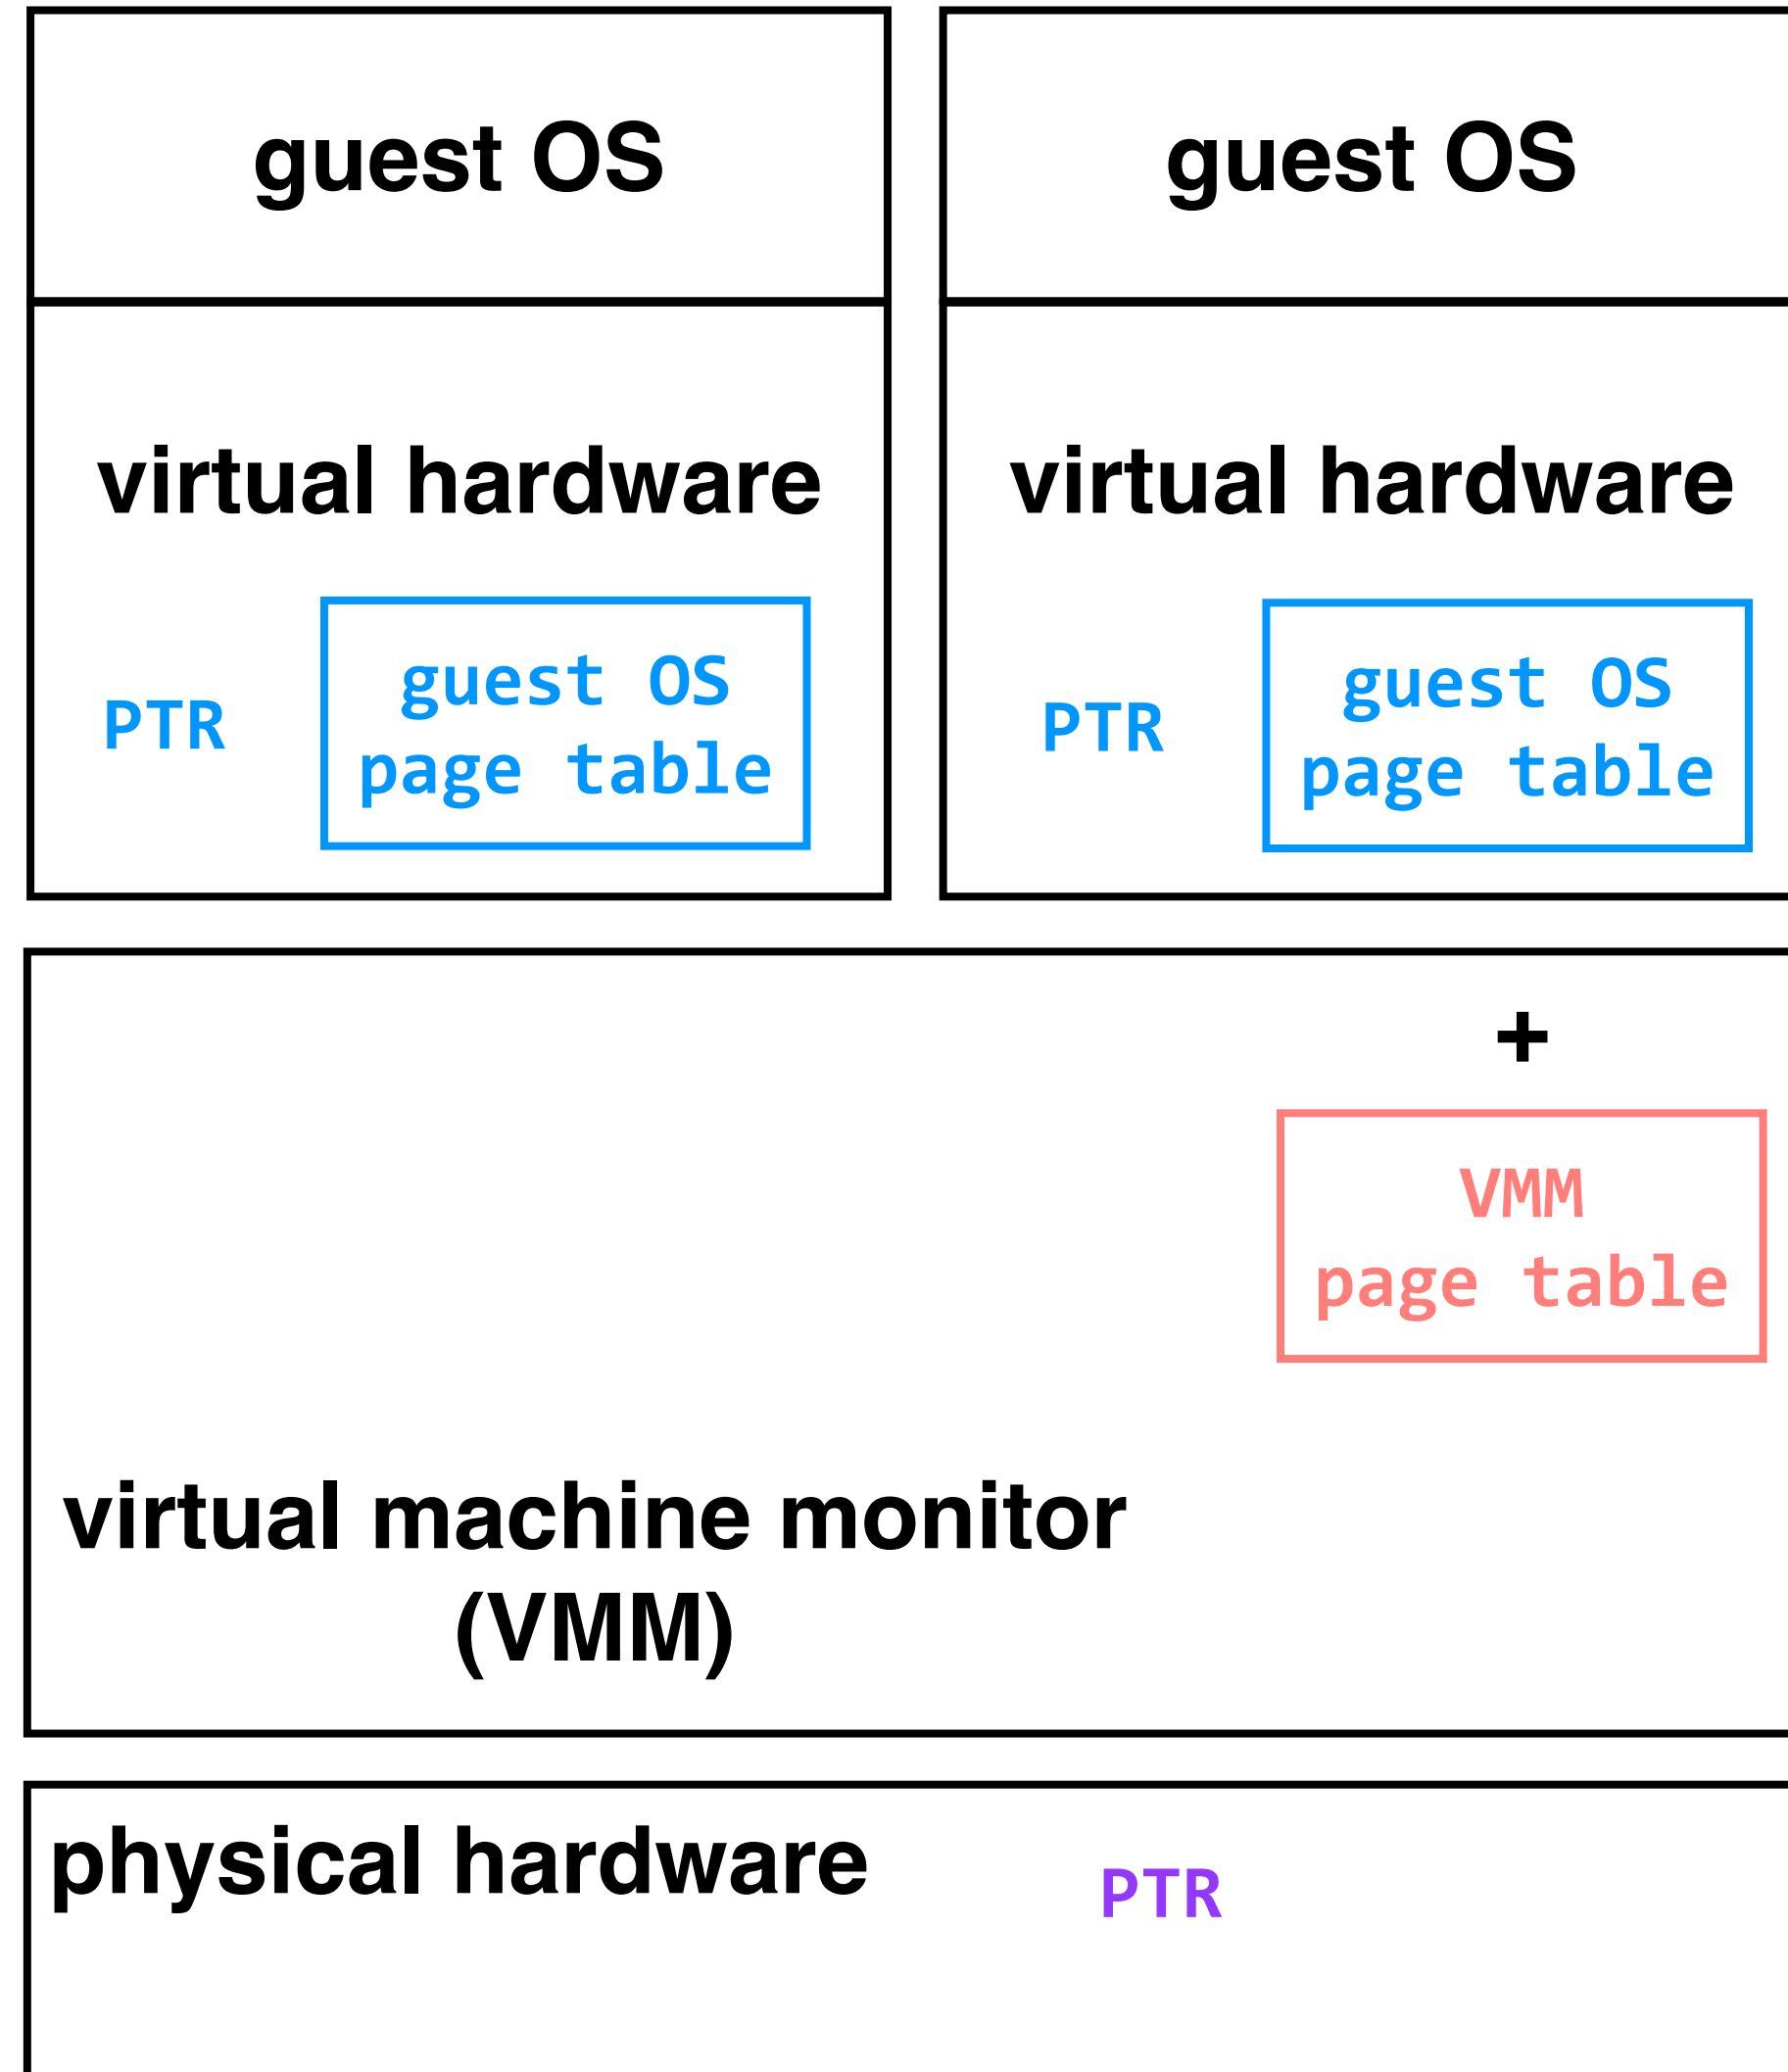 guest OS
guest OS
virtual hardware
virtual hardware
PTR
guest OS
page table
PTR
guest OS
page table
+
VMM
page table
virtual machine monitor
(VMM)
physical hardware
PTR